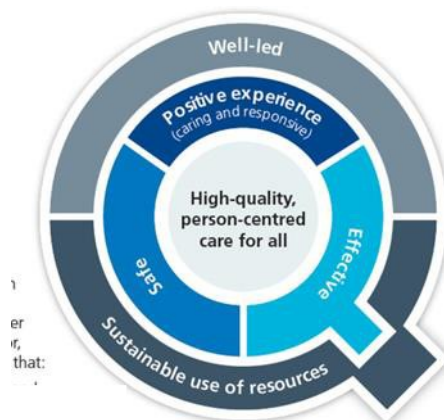 Well-led
Positive experience
(caring and responsive)
High-quality,
person-centred
care for all
Safe
Effective
Sustainable use of resources
that: